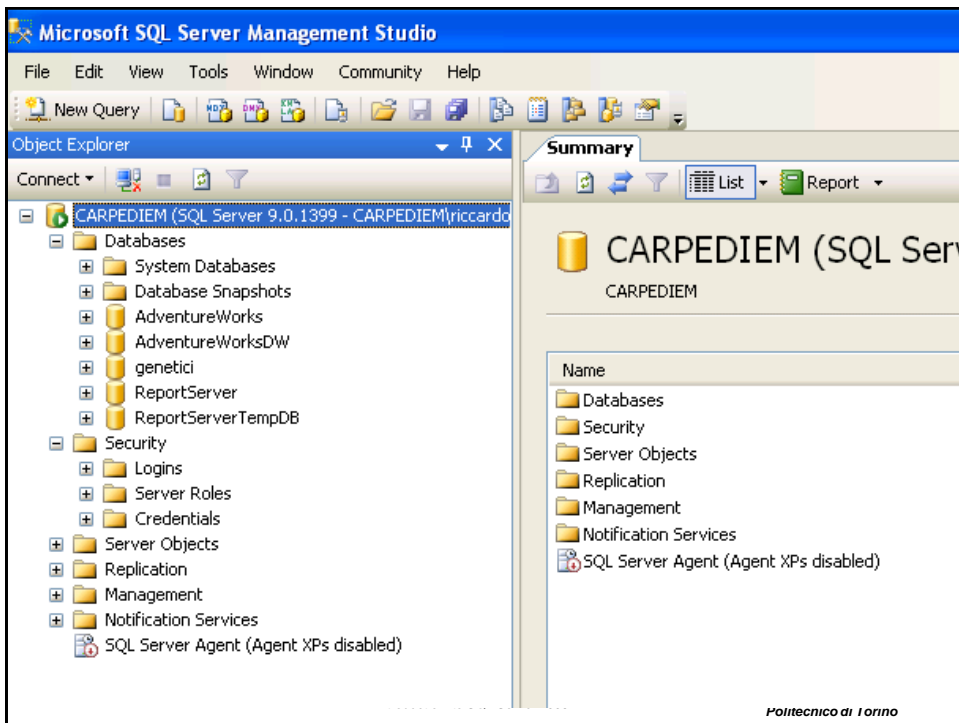 Microsoft SQL Server Management Studio
File Edit View Tools Window Community Help
New Query
Object Explorer
Connect
CARPEDIEM (SQL Server 9.0.1399 - CARPEDIEM\riccardo
Databases
System Databases
Database Snapshots
AdventureWorks
AdventureWorksDW
genetici
ReportServer
ReportServerTempDB
Security
Logins
Server Roles
Credentials
Server Objects
Replication
Management
Notification Services
SQL Server Agent (Agent XPs disabled)
Summary
List Report
CARPEDIEM (SQL Serv
CARPEDIEM
Name
Databases
Security
Server Objects
Replication
Management
Notification Services
SQL Server Agent (Agent XPs disabled)
Politecnico di Torino